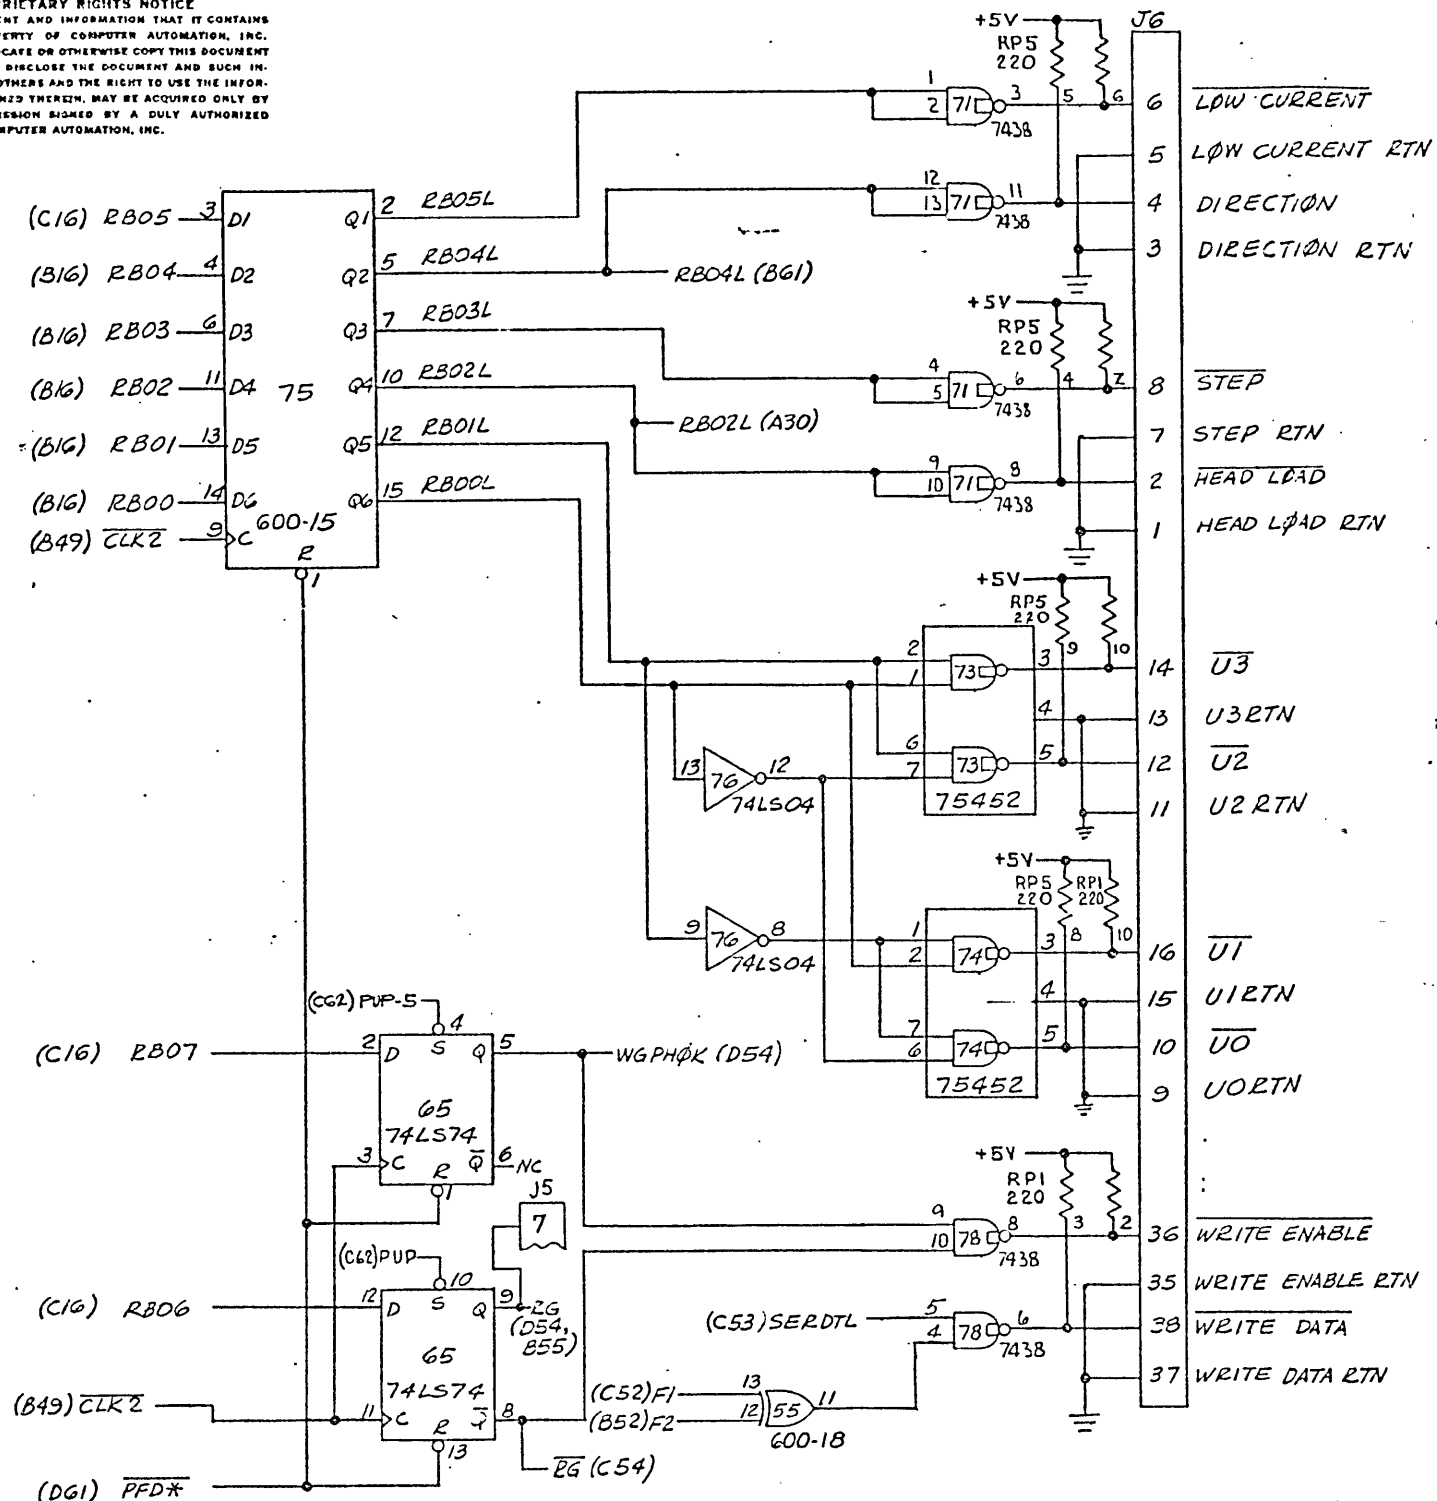 PRIETARY RIGHTS NOTICE
ENT AND INFORMATION THAT IT CONTAINS
ERTY OF COMPUTER AUTOMATION, INC.
ICATE OR OTHERWISE COPY THIS DOCUMENT
DISCLOSE THE DOCUMENT AND SUCH IN-
OTHERS AND THE RIGHT TO USE THE INFOR-
THEREIN, MAY BE ACQUIRED ONLY BY
SSION SIGNED BY A DULY AUTHORIZED
MPUTER AUTOMATION, INC.
+5V
RP5
220
J6
1
2
71
3
7438
5
6
6 LOW CURRENT
5 LOW CURRENT RTN
12
13
71
11
7438
4 DIRECTION
3 DIRECTION RTN
(C16) RB05 3 D1 Q1 2 RB05L
(B16) RB04 4 D2 Q2 5 RB04L
RB04L (B61)
(B16) RB03 6 D3 Q3 7 RB03L
(B16) RB02 11 D4 75 Q4 10 RB02L
RB02L (A30)
(B16) RB01 13 D5 Q5 12 RB01L
(B16) RB00 14 D6 Q6 15 RB00L
600-15
(B49) CLK2 9 C
R
1
+5V
RP5
220
4
5
71
6
7438
4
7
8 STEP
7 STEP RTN
9
10
71
8
7438
2 HEAD LOAD
1 HEAD LØAD RTN
+5V
RP5
220
9
10
2
1
73
3
14 U3
4
13 U3RTN
6
7
73
5
12 U2
75452
11 U2 RTN
13 76 12
74LS04
+5V
RP5
220
RP1
220
8
10
9 76 8
74LS04
1
2
74
3
16 U1
4
15 U1RTN
7
6
74
5
10 U0
75452
9 U0RTN
(C62) PUP-5
4
(C16) RB07 2 D S Q 5
WGPHØK (D54)
65
74LS74
3 C R Q 6 NC
1
J5
7
+5V
RP1
220
3
2
9
10
78
8
7438
36 WRITE ENABLE
35 WRITE ENABLE RTN
(C62) PUP
10
(C16) RB06 12 D S Q 9
RG
(D54,
B55)
65
74LS74
(B49) CLK2 11 C R Q 8
13
RG (C54)
(C53) SERDTL 5
4
78
6
7438
38 WRITE DATA
37 WRITE DATA RTN
(C52) F1 13
(B52) F2 12
55
11
600-18
(D61) PFD*